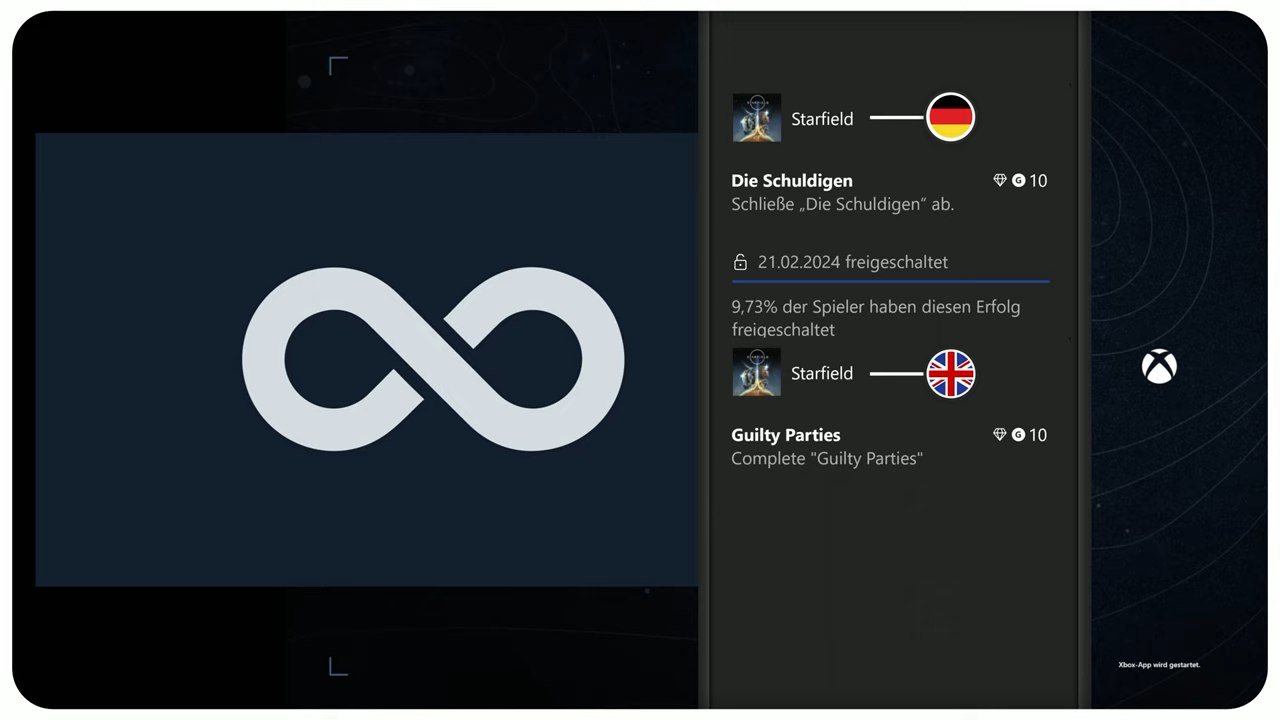 Starfield
Die Schuldigen
G 10
Schließe „Die Schuldigen“ ab.
21.02.2024 freigeschaltet
9,73% der Spieler haben diesen Erfolg
freigeschaltet
Starfield
Guilty Parties
G 10
Complete "Guilty Parties"
Xbox-App wird gestartet.